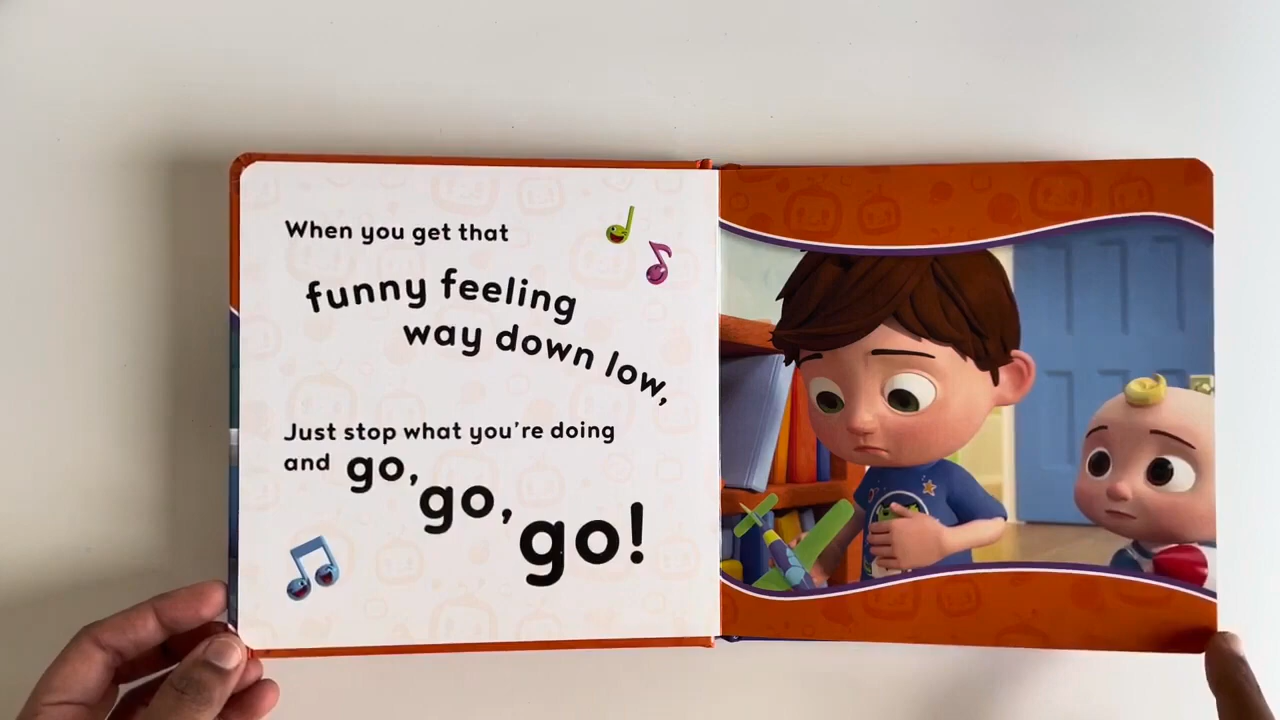 When you get that
funny feeling
way down low,
Just stop what you're doing
and go,
go,
go!